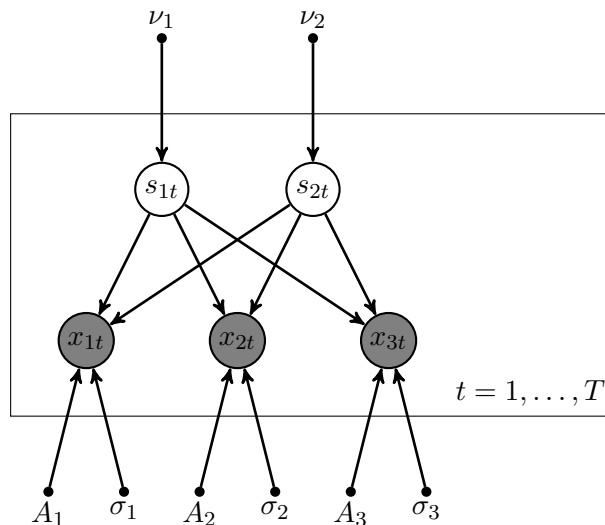 ν₁ ν₂
s₁ₜ s₂ₜ
x₁ₜ x₂ₜ x₃ₜ
t = 1, . . . , T
A₁ σ₁ A₂ σ₂ A₃ σ₃